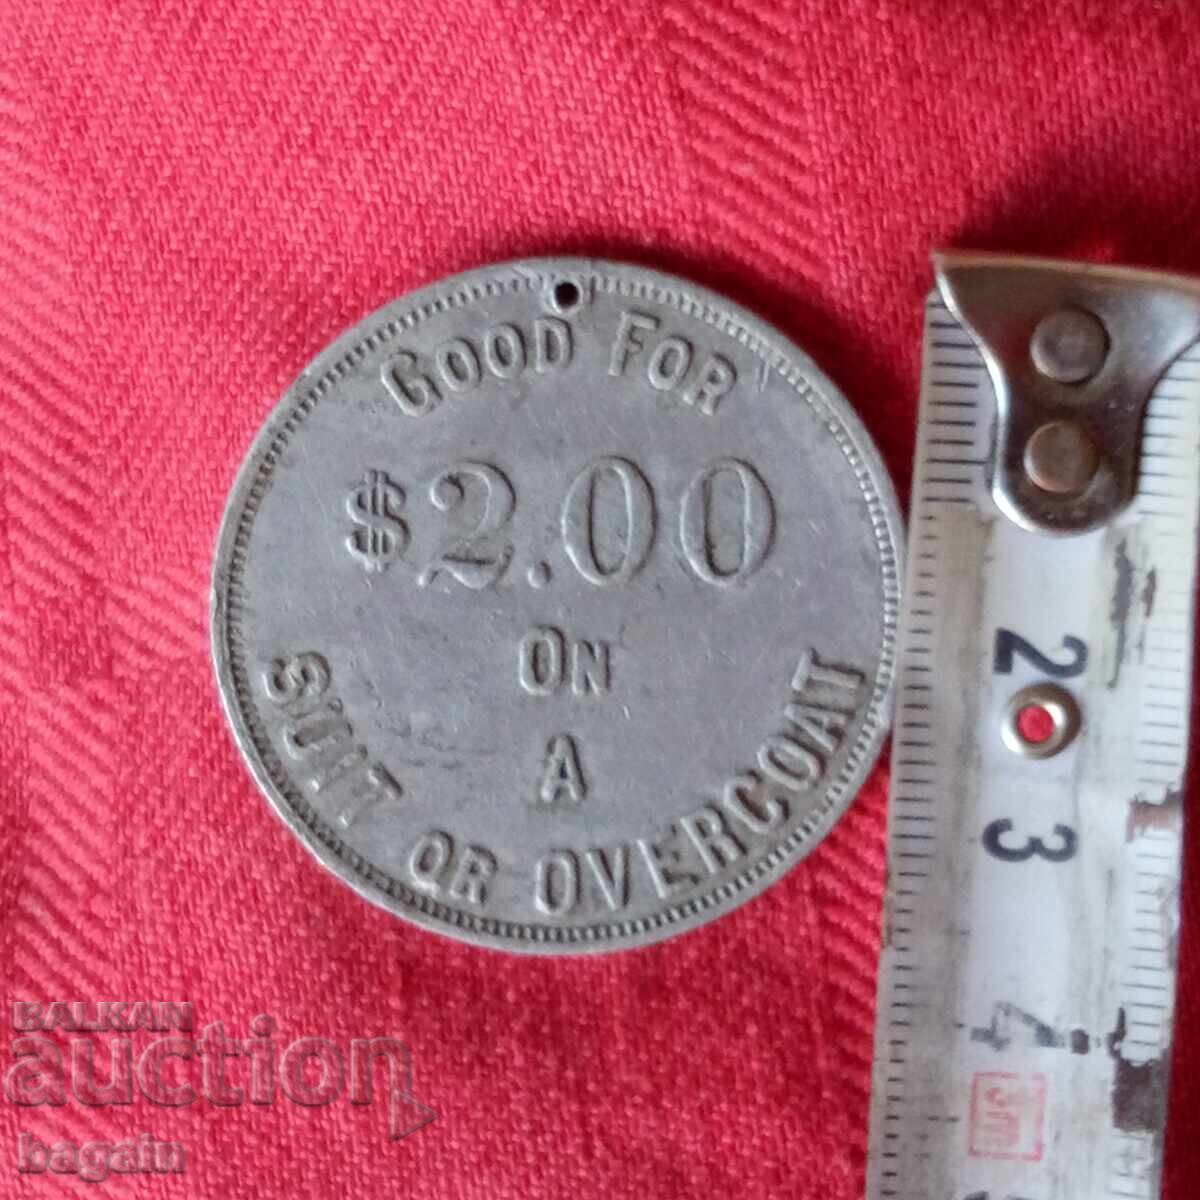 GOOD FOR
$2.00
ON
A
SUIT OR OVERCOAT
2
3
4
BALKAN
auction
bagain